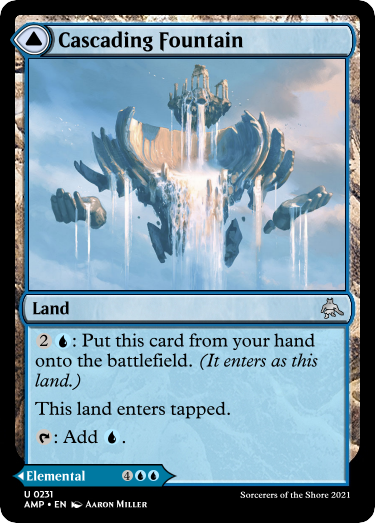 Cascading Fountain
Land
2 : Put this card from your hand
onto the battlefield. (It enters as this
land.)
This land enters tapped.
: Add .
Elemental 4
U 0231
AMP • EN Aaron Miller
Sorcerers of the Shore 2021